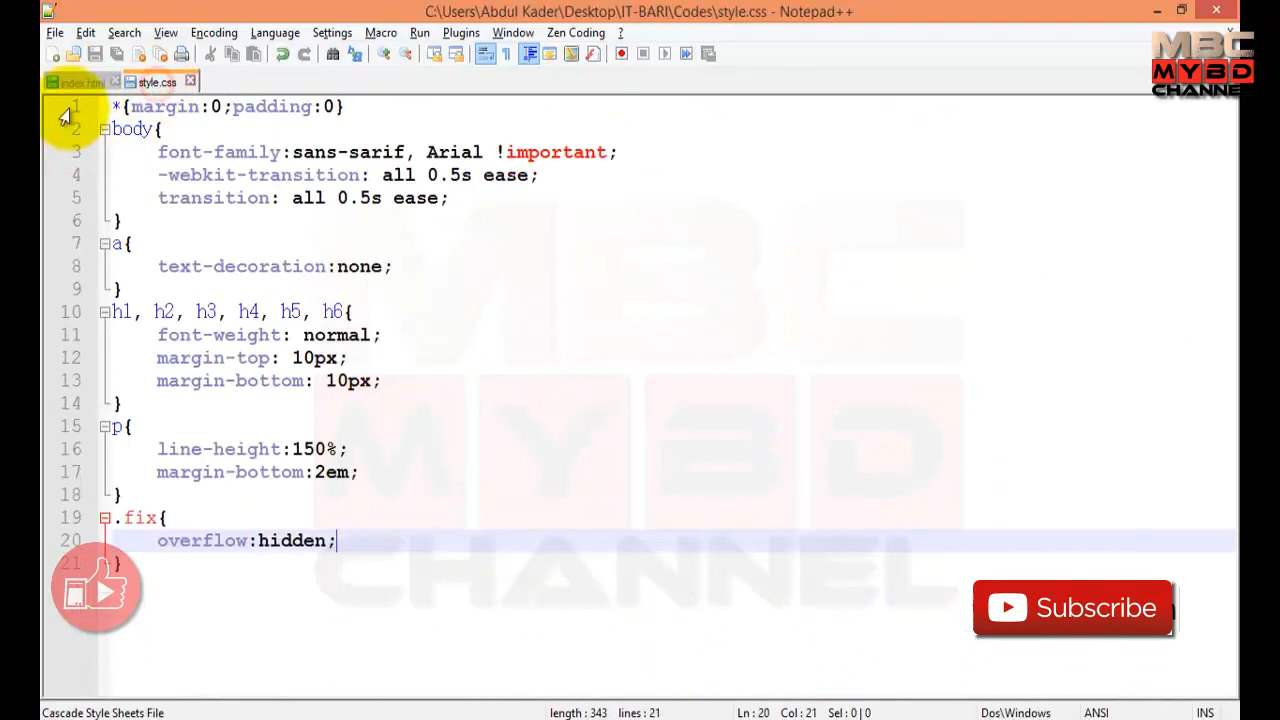 C:\Users\Abdul Kader\Desktop\IT-BARI\Codes\style.css - Notepad++
File Edit Search View Encoding Language Settings Macro Run Plugins Window Zen Coding ?
index.html style.css
MBC
MYBD
CHANNEL
1 *{margin:0;padding:0}
2 body{
3 font-family:sans-sarif, Arial !important;
4 -webkit-transition: all 0.5s ease;
5 transition: all 0.5s ease;
6 }
7 a{
8 text-decoration:none;
9 }
10 h1, h2, h3, h4, h5, h6{
11 font-weight: normal;
12 margin-top: 10px;
13 margin-bottom: 10px;
14 }
15 p{
16 line-height:150%;
17 margin-bottom:2em;
18 }
19 .fix{
20 overflow:hidden;
21 }
MBC
MYBD
CHANNEL
Subscribe
Cascade Style Sheets File length : 343 lines : 21 Ln : 20 Col : 21 Sel : 0 | 0 Dos\Windows ANSI INS